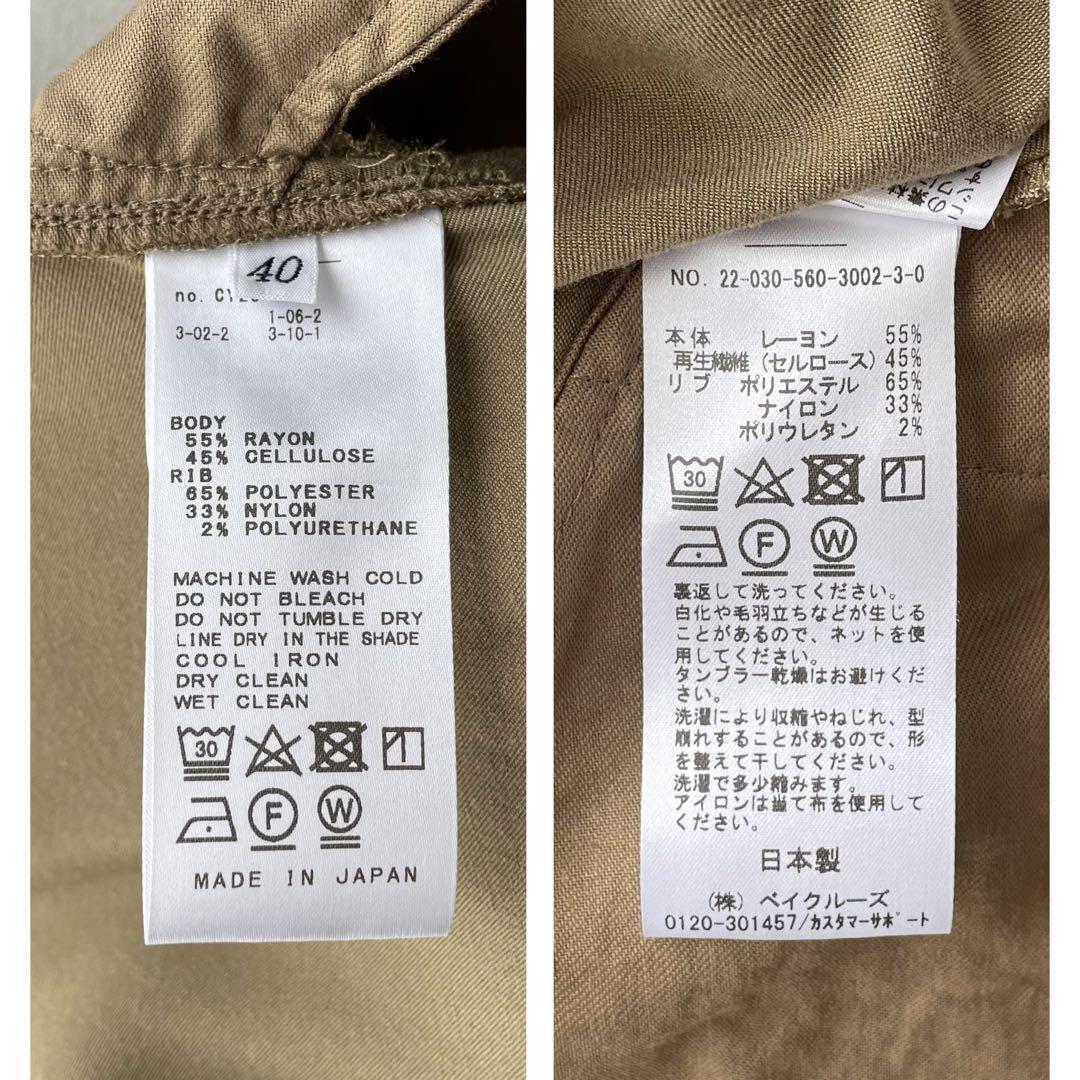 40
no.
1-06-2
3-02-2 3-10-1
BODY
55% RAYON
45% CELLULOSE
RIB
65% POLYESTER
33% NYLON
2% POLYURETHANE
MACHINE WASH COLD
DO NOT BLEACH
DO NOT TUMBLE DRY
LINE DRY IN THE SHADE
COOL IRON
DRY CLEAN
WET CLEAN
30
F W
MADE IN JAPAN
NO. 22-030-560-3002-3-0
本体 レーヨン 55%
再生繊維(セルロース) 45%
リブ ポリエステル 65%
ナイロン 33%
ポリウレタン 2%
30
F W
裏返して洗ってください。
白化や毛羽立ちなどが生じる
ことがあるので、ネットを使
用してください。
タンブラー乾燥はお避けくだ
さい。
洗濯により収縮やねじれ、型
崩れすることがあるので、形
を整えて干してください。
洗濯で多少縮みます。
アイロンは当て布を使用して
ください。
日本製
(株) ベイクルーズ
0120-301457/カスタマーサポート